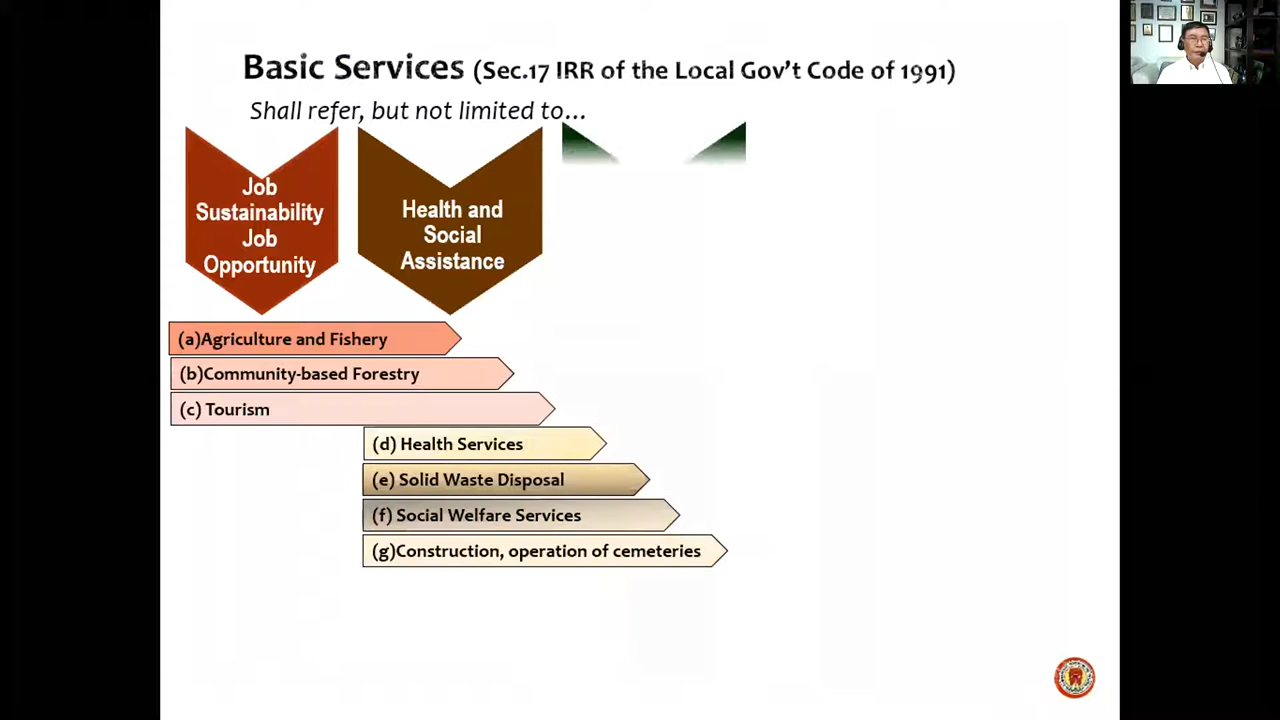 Basic Services (Sec.17 IRR of the Local Gov't Code of 1991)
Shall refer, but not limited to...
Job
Sustainability
Job
Opportunity
Health and
Social
Assistance
(a)Agriculture and Fishery
(b)Community-based Forestry
(c) Tourism
(d) Health Services
(e) Solid Waste Disposal
(f) Social Welfare Services
(g)Construction, operation of cemeteries